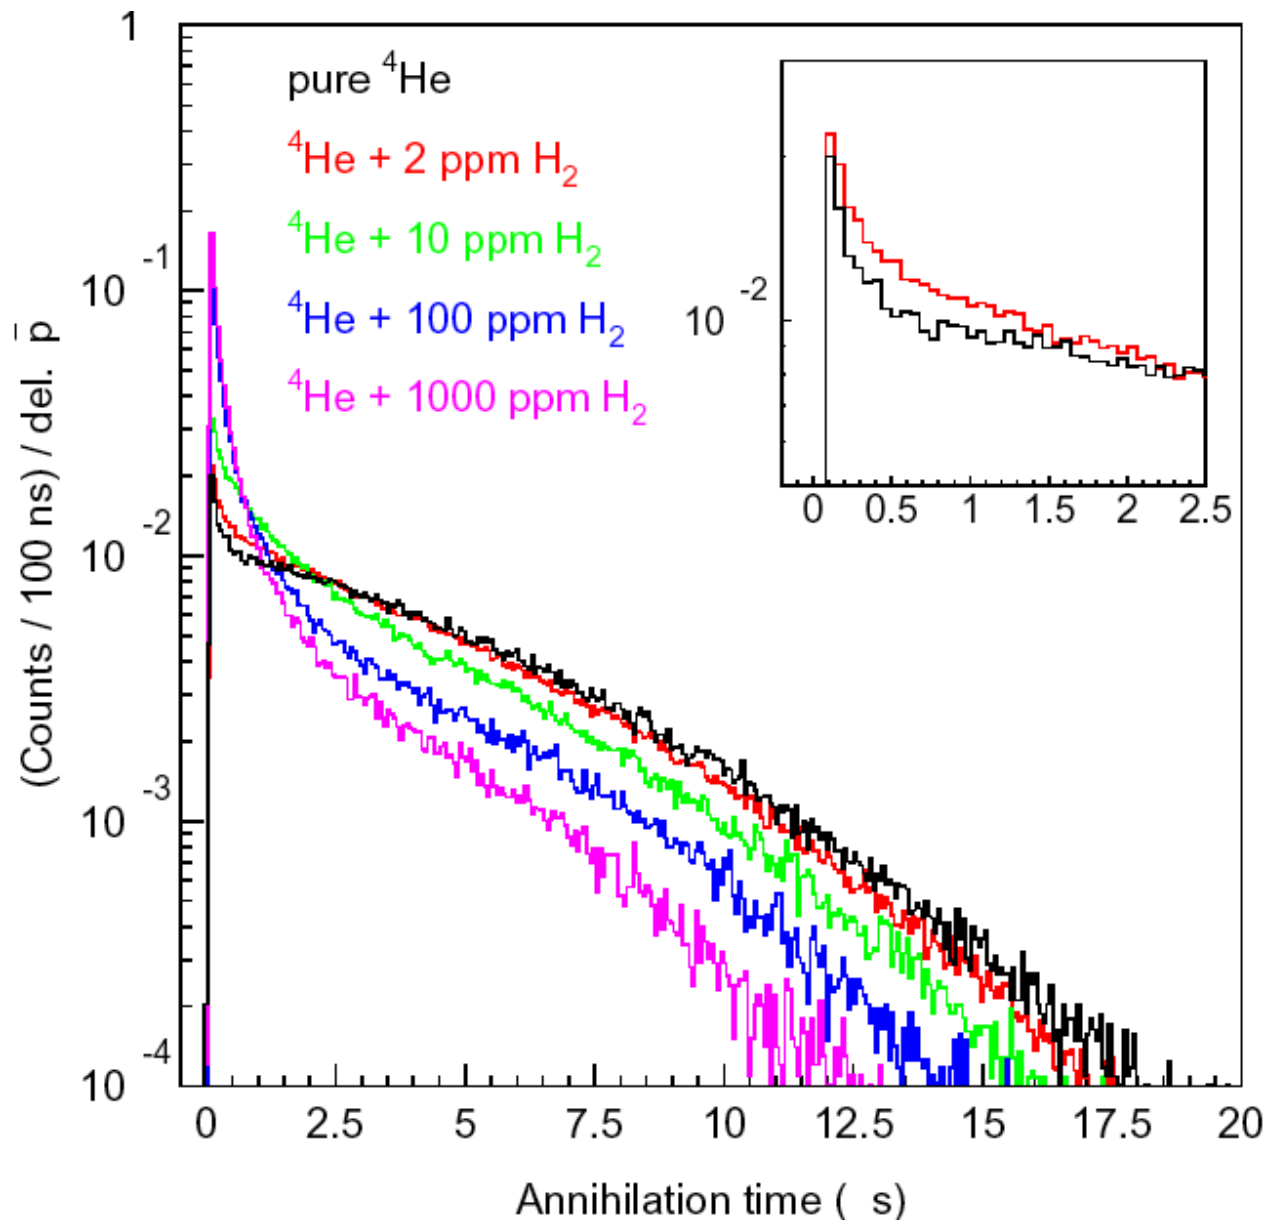 1
10⁻¹
10⁻²
10⁻³
10⁻⁴
(Counts / 100 ns) / del. p̄
pure ⁴He
⁴He + 2 ppm H₂
⁴He + 10 ppm H₂
⁴He + 100 ppm H₂
⁴He + 1000 ppm H₂
10⁻²
0 0.5 1 1.5 2 2.5
0 2.5 5 7.5 10 12.5 15 17.5 20
Annihilation time ( s)